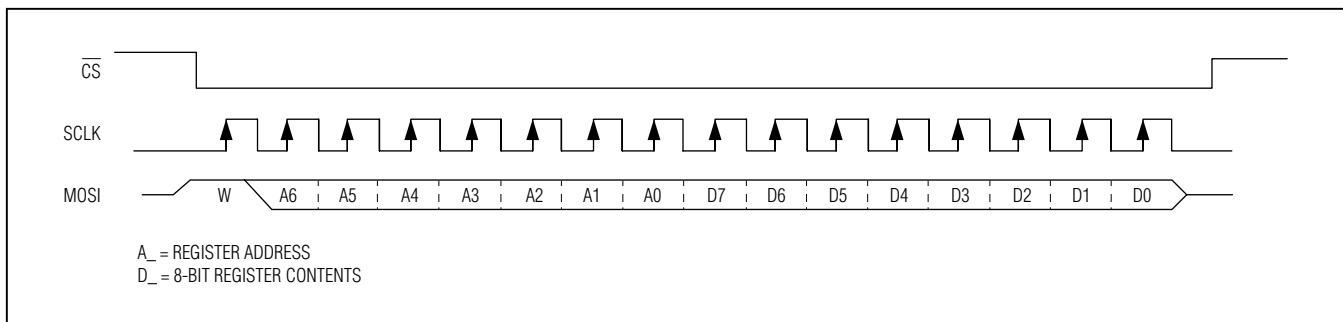 CS
SCLK
MOSI W A6 A5 A4 A3 A2 A1 A0 D7 D6 D5 D4 D3 D2 D1 D0
A_ = REGISTER ADDRESS
D_ = 8-BIT REGISTER CONTENTS